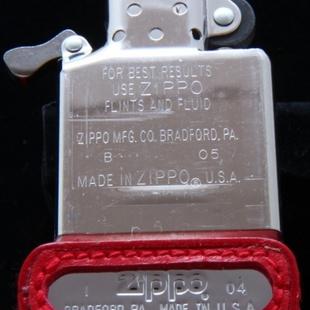 FOR BEST RESULTS
USE ZIPPO
FLINTS AND FLUID
ZIPPO MFG. CO. BRADFORD, PA.
B 05
MADE IN ZIPPO® U.S.A.
I zippo 04
BRADFORD, PA. MADE IN U.S.A